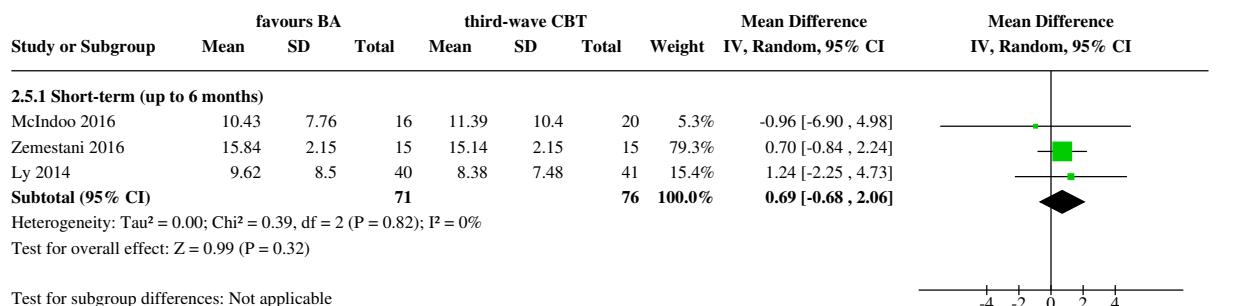 favours BA third-wave CBT Mean Difference Mean Difference
Study or Subgroup Mean SD Total Mean SD Total Weight IV, Random, 95% CI IV, Random, 95% CI
2.5.1 Short-term (up to 6 months)
McIndoo 2016 10.43 7.76 16 11.39 10.4 20 5.3% -0.96 [-6.90 , 4.98]
Zemestani 2016 15.84 2.15 15 15.14 2.15 15 79.3% 0.70 [-0.84 , 2.24]
Ly 2014 9.62 8.5 40 8.38 7.48 41 15.4% 1.24 [-2.25 , 4.73]
Subtotal (95% CI) 71 76 100.0% 0.69 [-0.68 , 2.06]
Heterogeneity: Tau² = 0.00; Chi² = 0.39, df = 2 (P = 0.82); I² = 0%
Test for overall effect: Z = 0.99 (P = 0.32)
Test for subgroup differences: Not applicable
-4 -2 0 2 4